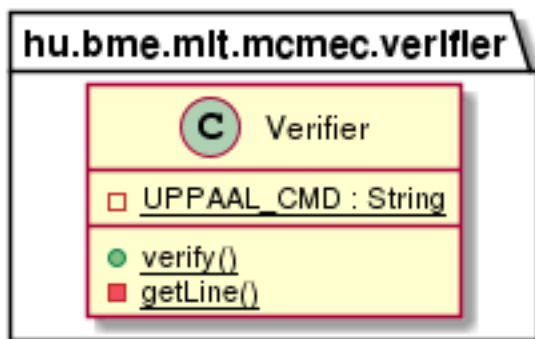 hu.bme.mit.mcmec.verifier
C Verifier
UPPAAL_CMD : String
verify()
getLine()